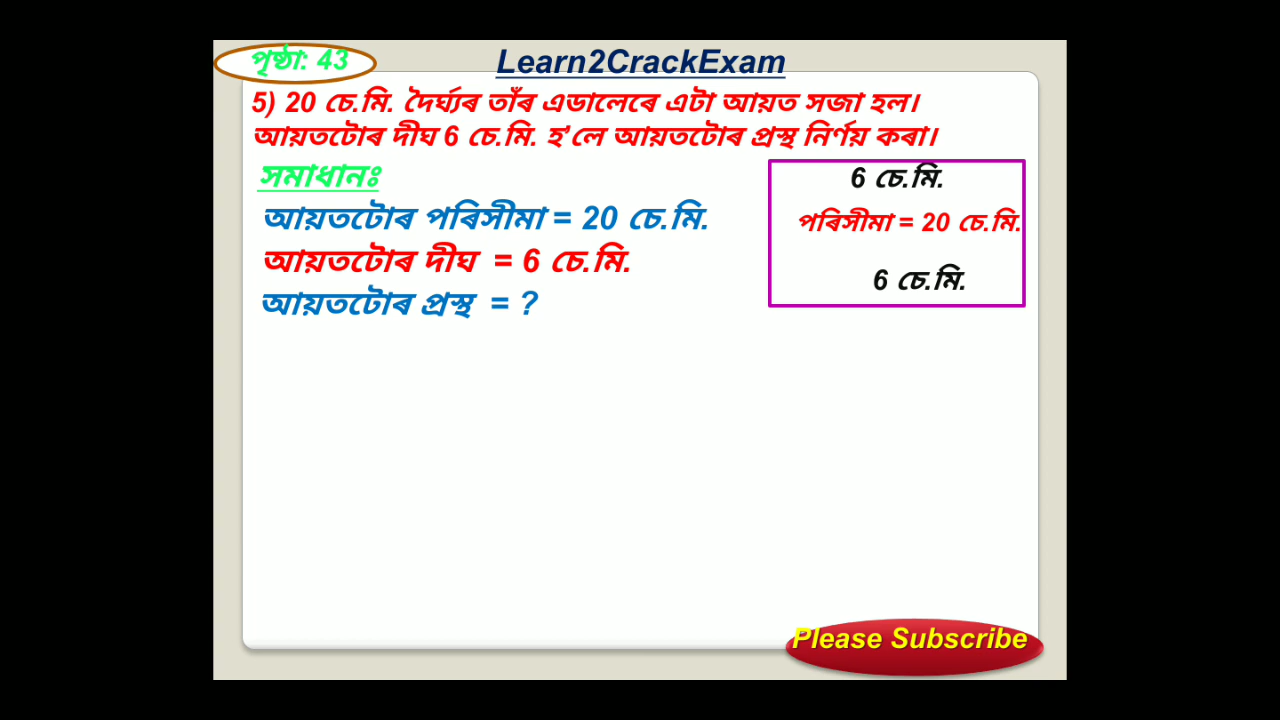 পৃষ্ঠা: 43
Learn2CrackExam
5) 20 চে.মি. দৈৰ্ঘ্যৰ তাঁৰ এডালেৰে এটা আয়ত সজা হল।
আয়তটোৰ দীঘ 6 চে.মি. হ'লে আয়তটোৰ প্ৰস্থ নিৰ্ণয় কৰা।
সমাধানঃ
আয়তটোৰ পৰিসীমা = 20 চে.মি.
আয়তটোৰ দীঘ = 6 চে.মি.
আয়তটোৰ প্ৰস্থ = ?
6 চে.মি.
পৰিসীমা = 20 চে.মি.
6 চে.মি.
Please Subscribe